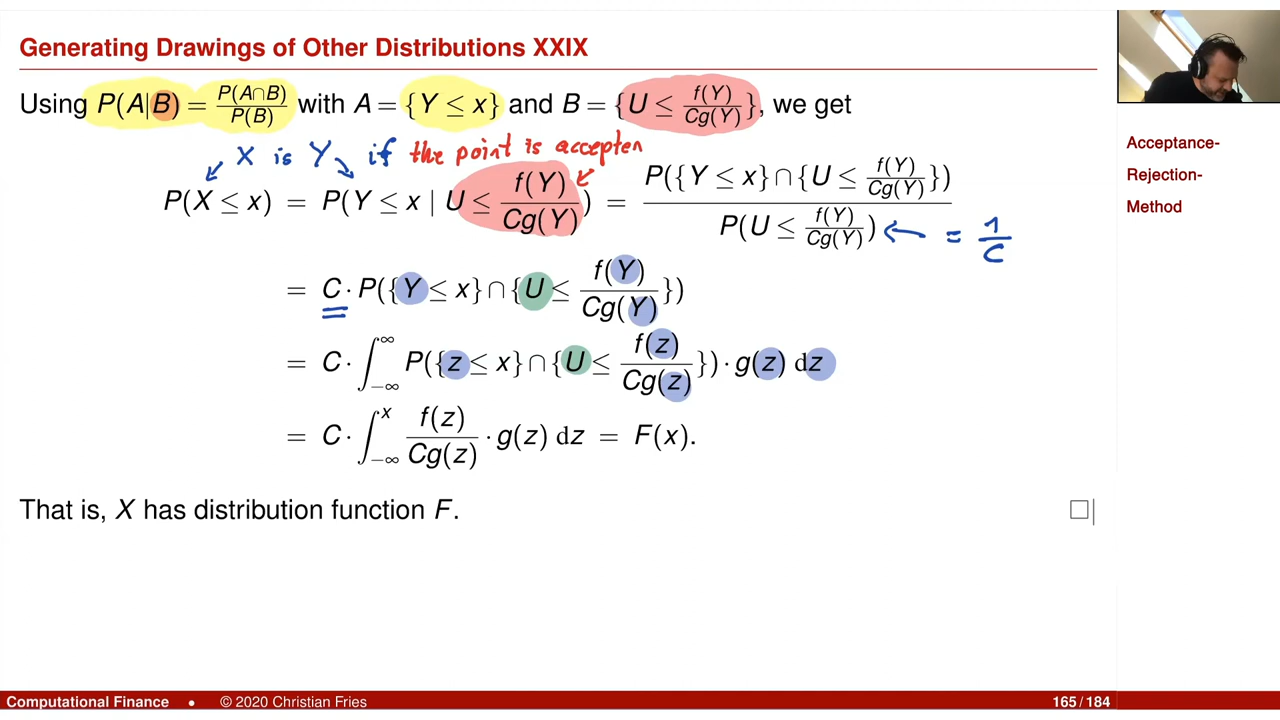 Generating Drawings of Other Distributions XXIX
Using P(A|B) = P(A∩B)/P(B) with A = {Y ≤ x} and B = {U ≤ f(Y)/Cg(Y)}, we get
X is Y if the point is accepten
P(X ≤ x) = P(Y ≤ x | U ≤ f(Y)/Cg(Y)) = P({Y ≤ x} ∩ {U ≤ f(Y)/Cg(Y)}) / P(U ≤ f(Y)/Cg(Y)) ← = 1/C
= C · P({Y ≤ x} ∩ {U ≤ f(Y)/Cg(Y)})
= C · ∫_{−∞}^{∞} P({z ≤ x} ∩ {U ≤ f(z)/Cg(z)}) · g(z) dz
= C · ∫_{−∞}^{x} f(z)/Cg(z) · g(z) dz = F(x).
That is, X has distribution function F. □
Acceptance-
Rejection-
Method
Computational Finance • © 2020 Christian Fries 165 / 184